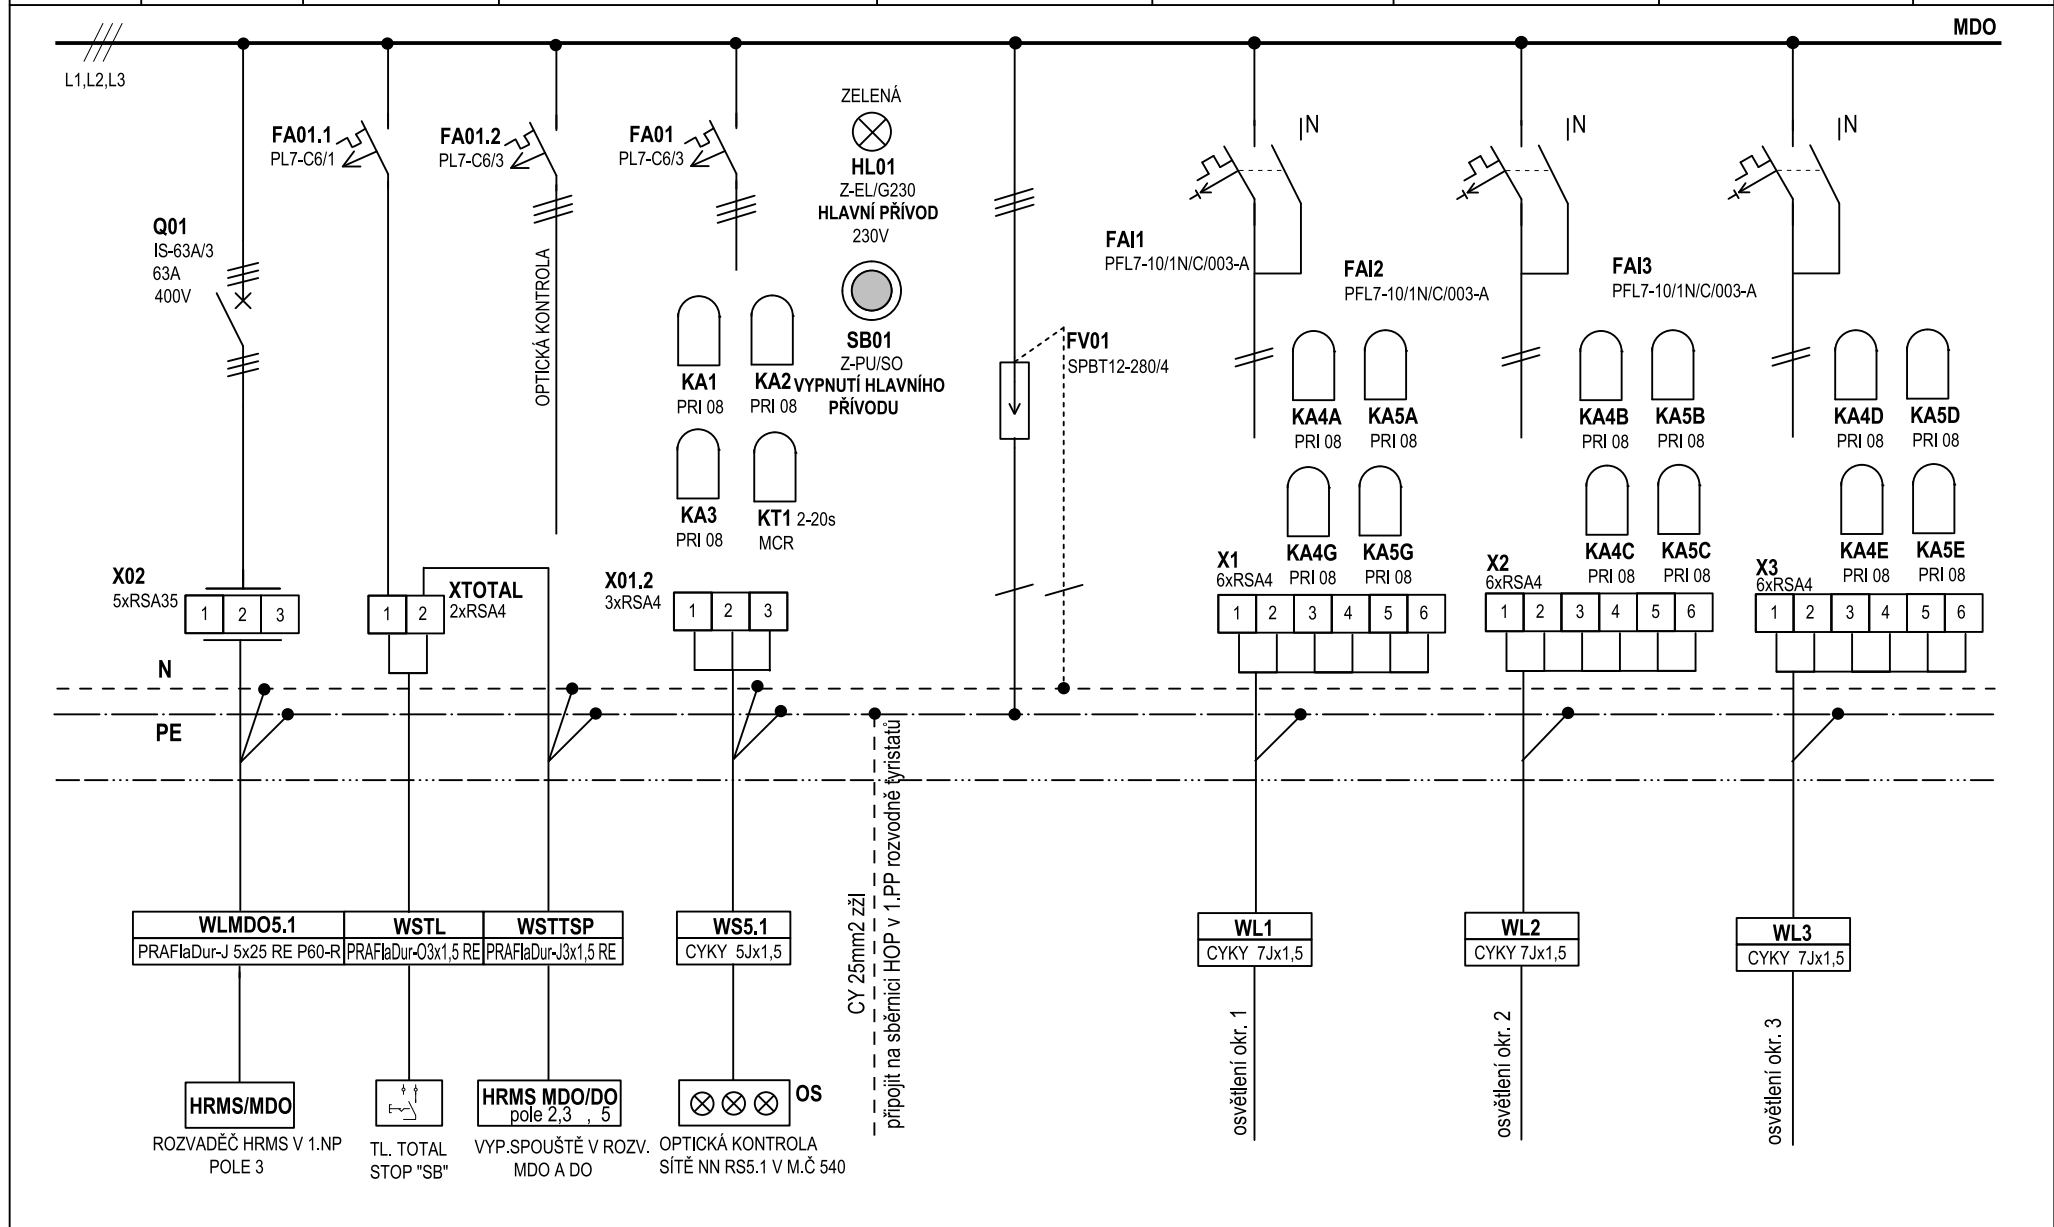 MDO
L1,L2,L3
Q01
IS-63A/3
63A
400V
FA01.1
PL7-C6/1
FA01.2
PL7-C6/3
OPTICKÁ KONTROLA
FA01
PL7-C6/3
ZELENÁ
HL01
Z-EL/G230
HLAVNÍ PŘÍVOD
230V
SB01
Z-PU/SO
VYPNUTÍ HLAVNÍHO
PŘÍVODU
KA1
PRI 08
KA2
PRI 08
KA3
PRI 08
KT1 2-20s
MCR
FV01
SPBT12-280/4
N
FAI1
PFL7-10/1N/C/003-A
N
FAI2
PFL7-10/1N/C/003-A
N
FAI3
PFL7-10/1N/C/003-A
KA4A
PRI 08
KA5A
PRI 08
KA4G
PRI 08
KA5G
PRI 08
KA4B
PRI 08
KA5B
PRI 08
KA4C
PRI 08
KA5C
PRI 08
KA4D
PRI 08
KA5D
PRI 08
KA4E
PRI 08
KA5E
PRI 08
X02
5xRSA35
1 2 3
1 2
XTOTAL
2xRSA4
X01.2
3xRSA4
1 2 3
X1
6xRSA4
1 2 3 4 5 6
X2
6xRSA4
1 2 3 4 5 6
X3
6xRSA4
1 2 3 4 5 6
N
PE
WLMDO5.1
PRAFlaDur-J 5x25 RE P60-R
WSTL
PRAFlaDur-O3x1,5 RE
WSTTSP
PRAFlaDur-J3x1,5 RE
WS5.1
CYKY 5Jx1,5
CY 25mm2 zžl
připojit na sběrnici HOP v 1.PP rozvodně tyristatů
WL1
CYKY 7Jx1,5
WL2
CYKY 7Jx1,5
WL3
CYKY 7Jx1,5
osvětlení okr. 1
osvětlení okr. 2
osvětlení okr. 3
HRMS/MDO
ROZVADĚČ HRMS V 1.NP
POLE 3
TL. TOTAL
STOP "SB"
HRMS MDO/DO
pole 2,3 , 5
VYP.SPOUŠTĚ V ROZV.
MDO A DO
OS
OPTICKÁ KONTROLA
SÍTĚ NN RS5.1 V M.Č 540